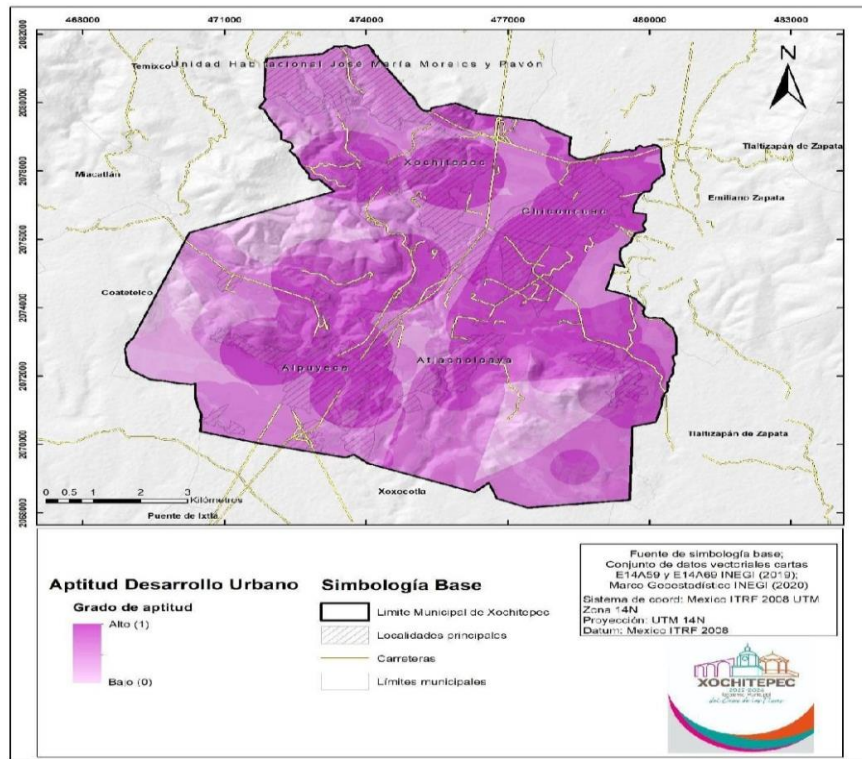 468000 471000 474000 477000 480000 483000
2082000
2080000
2078000
2076000
2074000
2072000
2070000
2068000
N
Temixco
Unidad Habitacional José María Morelos y Pavón
Tlaltizapán de Zapata
Xochitepec
Miacatlán
Emiliano Zapata
Chiconcuac
Coatetelco
Alpuyeca
Atlacholoaya
Tlaltizapán de Zapata
Xoxocotla
0 0.5 1 2 3
Kilómetros
Puente de Ixtla
Aptitud Desarrollo Urbano
Grado de aptitud
Alto (1)
Bajo (0)
Simbología Base
Limite Municipal de Xochitepec
Localidades principales
Carreteras
Límites municipales
Fuente de simbología base;
Conjunto de datos vectoriales cartas
E14A59 y E14A69 INEGI (2019);
Marco Geoestadístico INEGI (2020)
Sistema de coord: Mexico ITRF 2008 UTM
Zona 14N
Proyección: UTM 14N
Datum: Mexico ITRF 2008
XOCHITEPEC
2022-2024